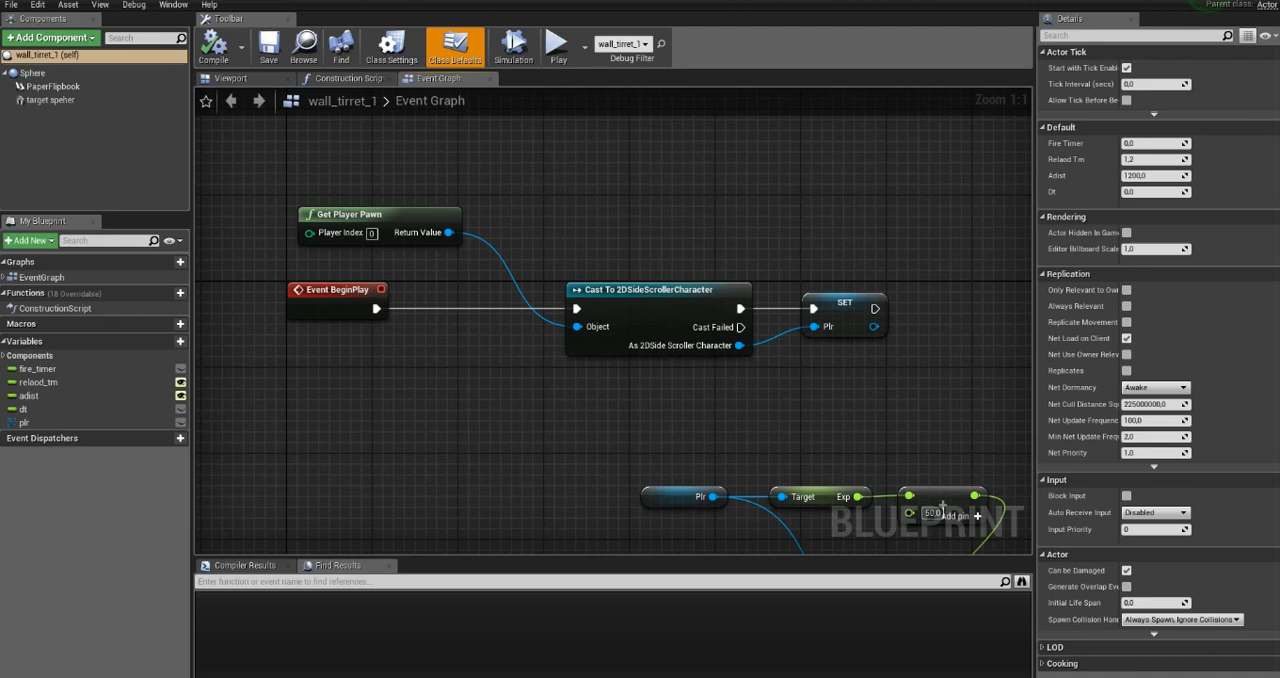 File Edit Asset View Debug Window Help
Parent class: Actor
Components
Add Component
Search
wall_tirret_1 (self)
Sphere
PaperFlipbook
target speher
My Blueprint
Add New
Search
Graphs
EventGraph
Functions (18 Overridable)
ConstructionScript
Macros
Variables
Components
fire_timer
relaod_tm
adist
dt
plr
Event Dispatchers
Toolbar
Compile
Save
Browse
Find
Class Settings
Class Defaults
Simulation
Play
wall_tirret_1
Debug Filter
Viewport
Construction Scrip
Event Graph
wall_tirret_1 > Event Graph
Zoom 1:1
Get Player Pawn
Player Index 0 Return Value
Event BeginPlay
Cast To 2DSideScrollerCharacter
Object
Cast Failed
As 2DSide Scroller Character
SET
Plr
Plr
Target Exp
50,0
Add pin +
BLUEPRINT
Compiler Results
Find Results
Enter function or event name to find references...
Details
Search
Actor Tick
Start with Tick Enabl
Tick Interval (secs) 0,0
Allow Tick Before Be
Default
Fire Timer 0,0
Relaod Tm 1,2
Adist 1200,0
Dt 0,0
Rendering
Actor Hidden In Gam
Editor Billboard Scale 1,0
Replication
Only Relevant to Ow
Always Relevant
Replicate Movement
Net Load on Client
Net Use Owner Relev
Replicates
Net Dormancy Awake
Net Cull Distance Squ 225000000,0
Net Update Frequenc 100,0
Min Net Update Freq 2,0
Net Priority 1,0
Input
Block Input
Auto Receive Input Disabled
Input Priority 0
Actor
Can be Damaged
Generate Overlap Eve
Initial Life Span 0,0
Spawn Collision Hand Always Spawn, Ignore Collisions
LOD
Cooking